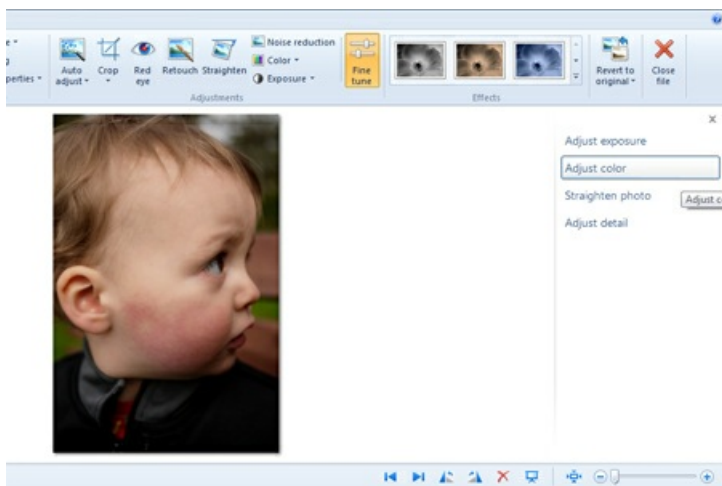 Noise reduction
Color
Exposure
Auto adjust
Crop
Red eye
Retouch
Straighten
Fine tune
Revert to original
Close file
Adjustments
Effects
Adjust exposure
Adjust color
Straighten photo
Adjust detail